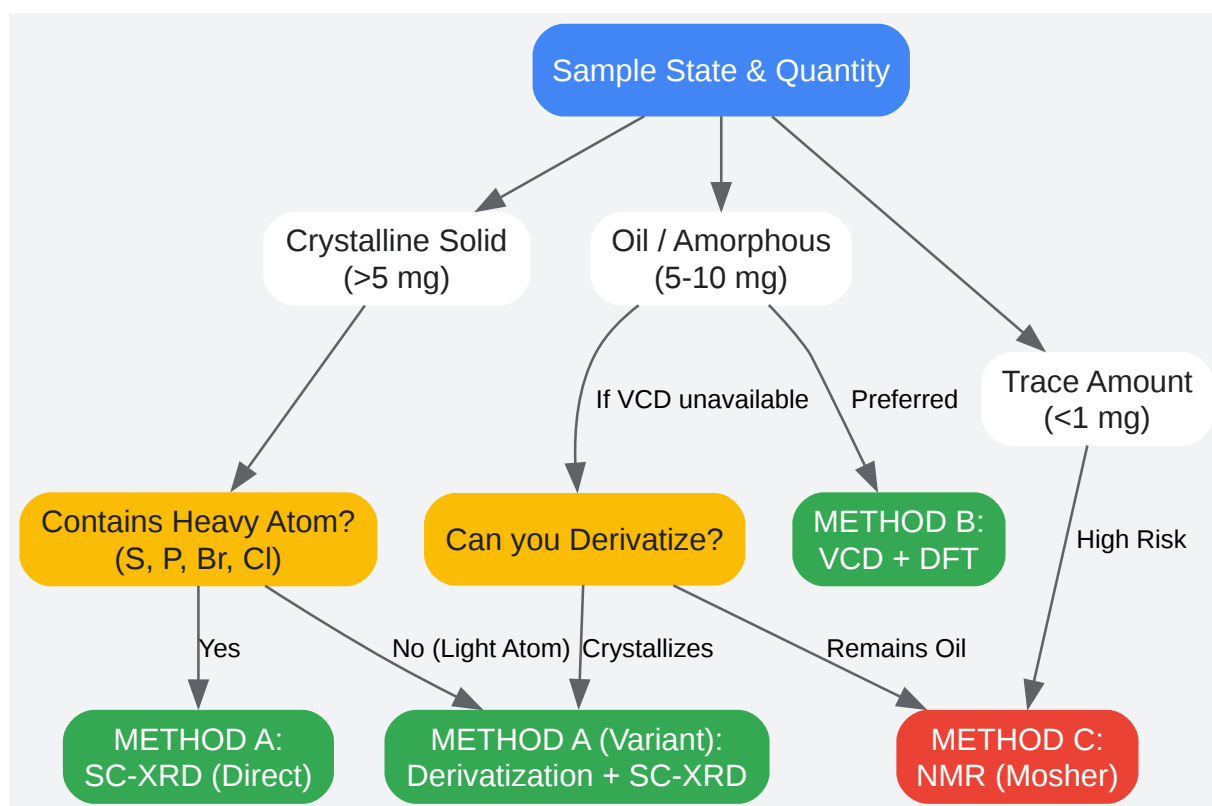 Sample State & Quantity
Crystalline Solid
(>5 mg)
Oil / Amorphous
(5-10 mg)
Trace Amount
(<1 mg)
If VCD unavailable
Preferred
Contains Heavy Atom?
(S, P, Br, Cl)
Can you Derivatize?
METHOD B:
VCD + DFT
High Risk
Yes
No (Light Atom)
Crystallizes
Remains Oil
METHOD A:
SC-XRD (Direct)
METHOD A (Variant):
Derivatization + SC-XRD
METHOD C:
NMR (Mosher)